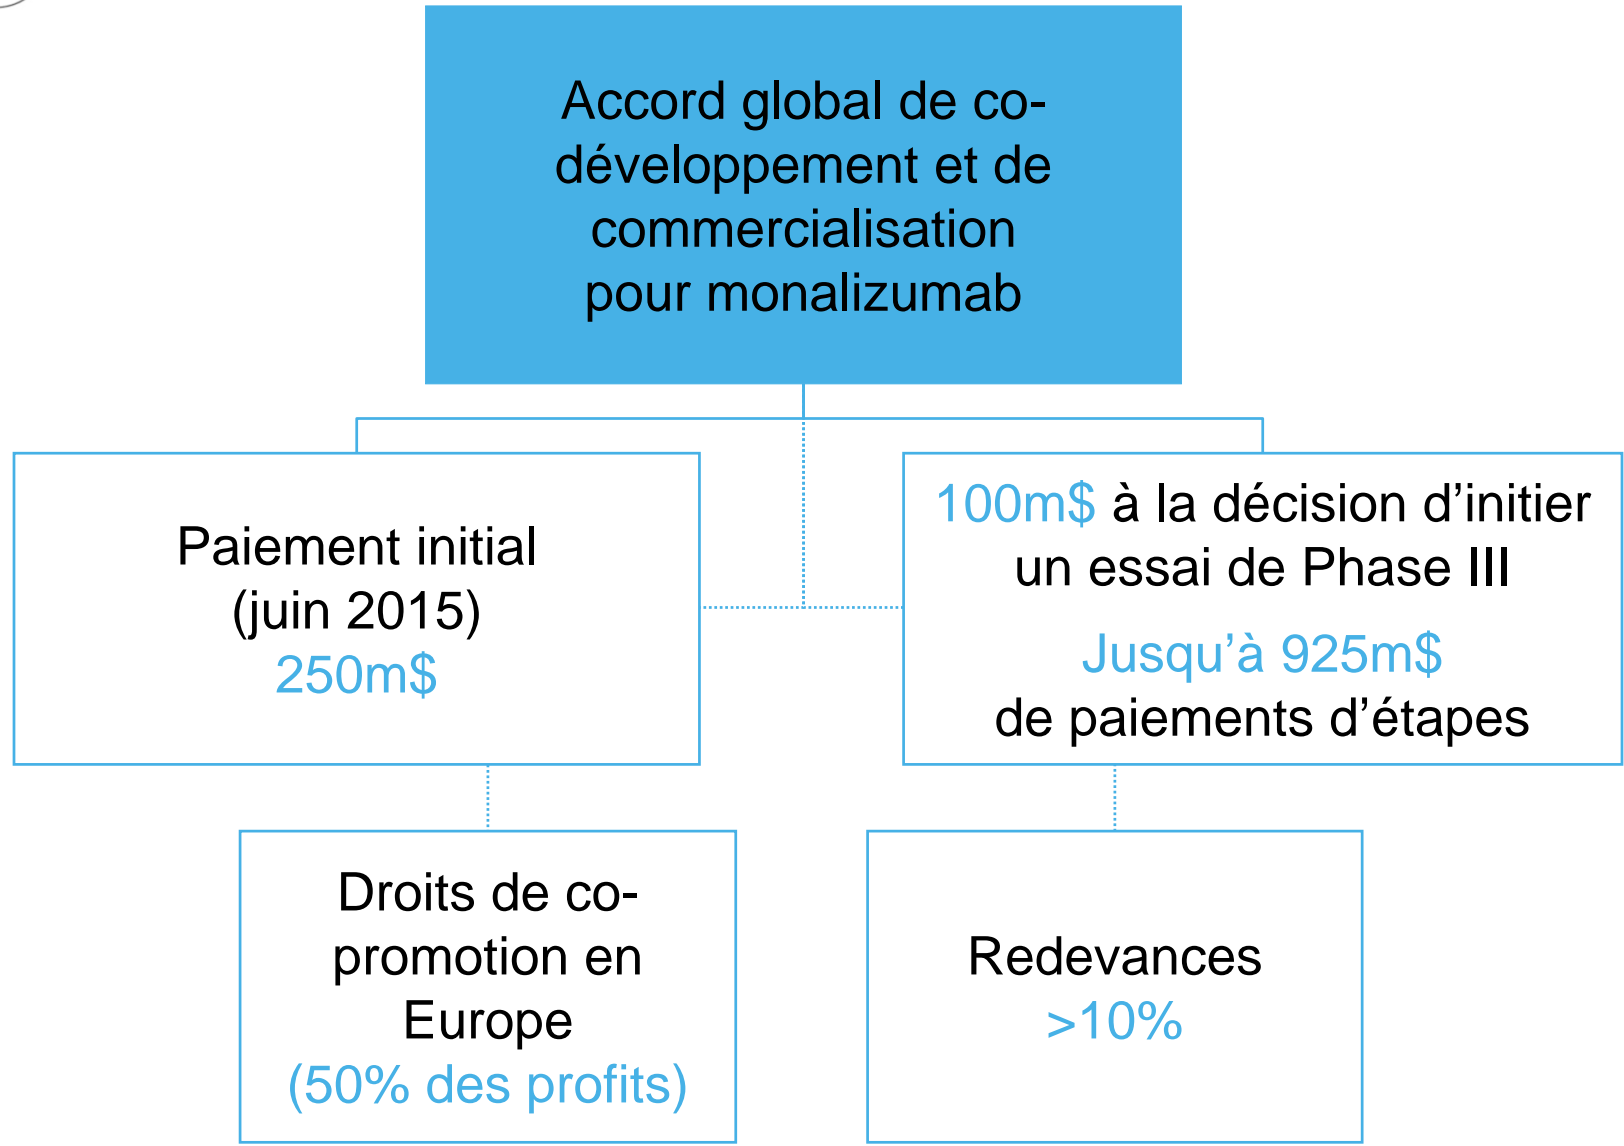 Accord global de co-
développement et de
commercialisation
pour monalizumab
Paiement initial
(juin 2015)
250m$
100m$ à la décision d’initier
un essai de Phase III
Jusqu’à 925m$
de paiements d’étapes
Droits de co-
promotion en
Europe
(50% des profits)
Redevances
>10%